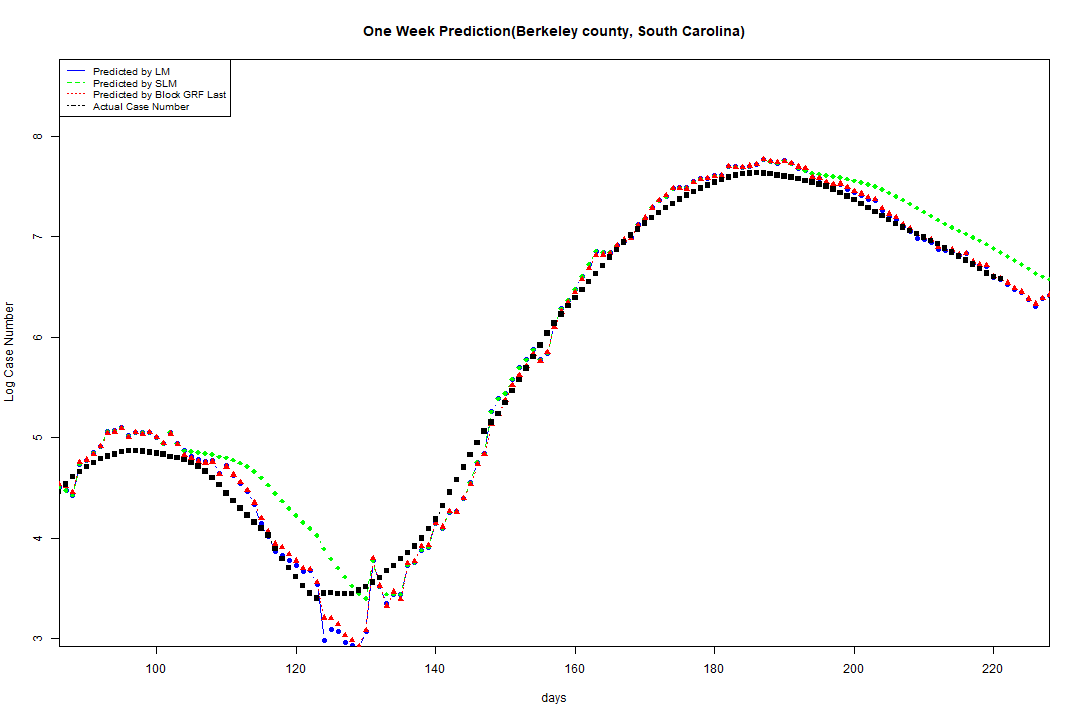 One Week Prediction(Berkeley county, South Carolina)
Predicted by LM
Predicted by SLM
Predicted by Block GRF Last
Actual Case Number
8
7
6
5
4
3
Log Case Number
100 120 140 160 180 200 220
days